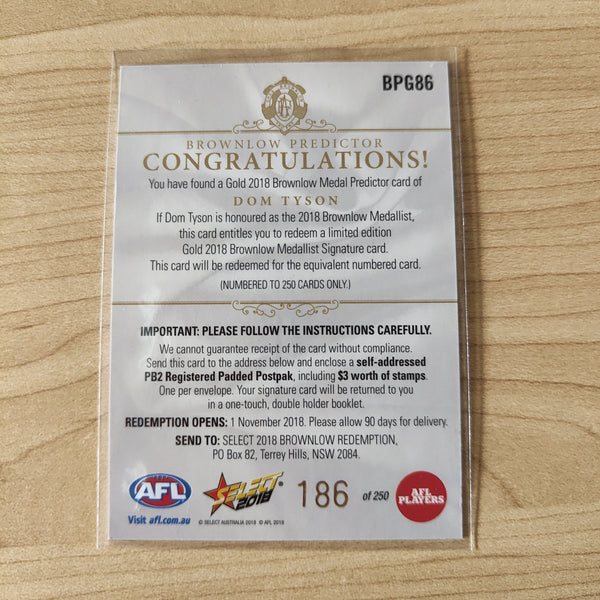 BPG86
BROWNLOW PREDICTOR
CONGRATULATIONS!
You have found a Gold 2018 Brownlow Medal Predictor card of
DOM TYSON
If Dom Tyson is honoured as the 2018 Brownlow Medallist,
this card entitles you to redeem a limited edition
Gold 2018 Brownlow Medallist Signature card.
This card will be redeemed for the equivalent numbered card.
(NUMBERED TO 250 CARDS ONLY.)
IMPORTANT: PLEASE FOLLOW THE INSTRUCTIONS CAREFULLY.
We cannot guarantee receipt of the card without compliance.
Send this card to the address below and enclose a self-addressed
PB2 Registered Padded Postpak, including $3 worth of stamps.
One per envelope. Your signature card will be returned to you
in a one-touch, double holder booklet.
REDEMPTION OPENS: 1 November 2018. Please allow 90 days for delivery.
SEND TO: SELECT 2018 BROWNLOW REDEMPTION,
PO Box 82, Terrey Hills, NSW 2084.
AFL
Visit afl.com.au
SELECT
2018
© SELECT AUSTRALIA 2018 © AFL 2018
186 of 250
AFL
PLAYERS